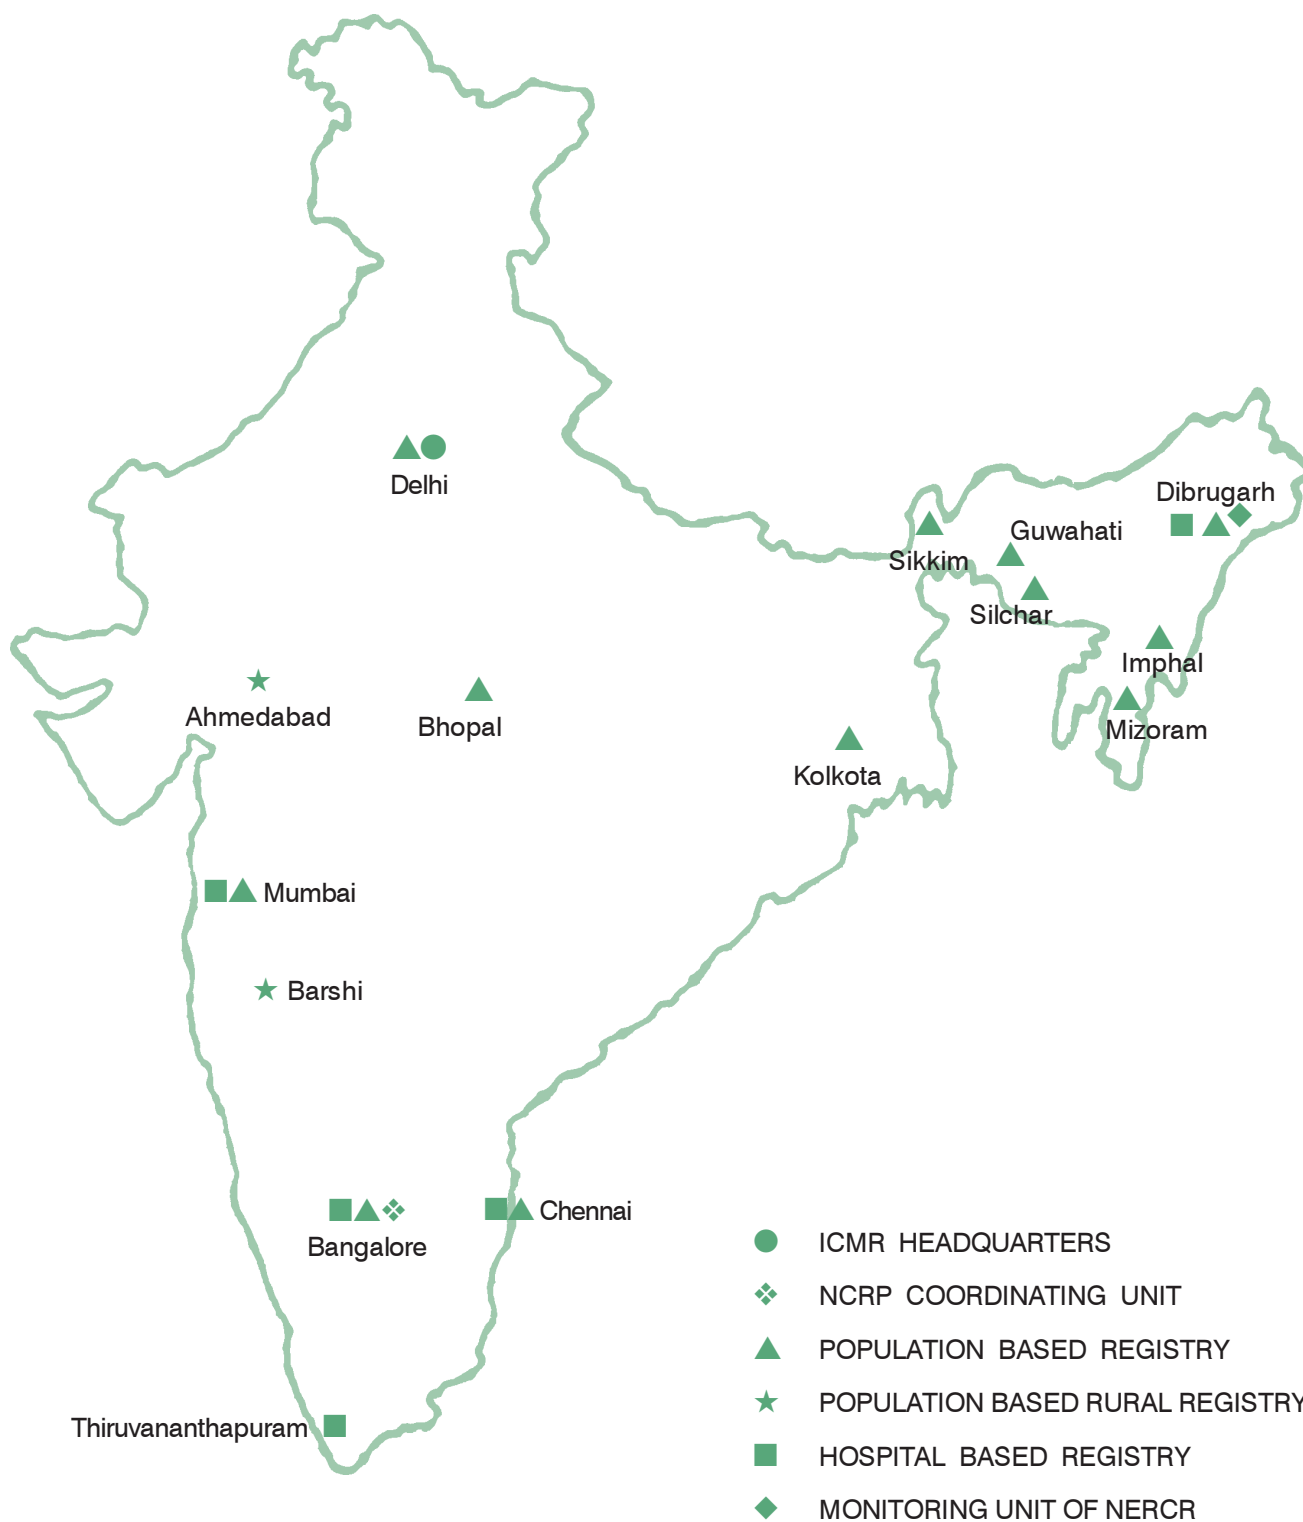 Delhi
Dibrugarh
Guwahati
Sikkim
Silchar
Imphal
Ahmedabad
Bhopal
Mizoram
Kolkota
Mumbai
Barshi
Chennai
Bangalore
ICMR HEADQUARTERS
NCRP COORDINATING UNIT
POPULATION BASED REGISTRY
POPULATION BASED RURAL REGISTRY
Thiruvananthapuram
HOSPITAL BASED REGISTRY
MONITORING UNIT OF NERCR